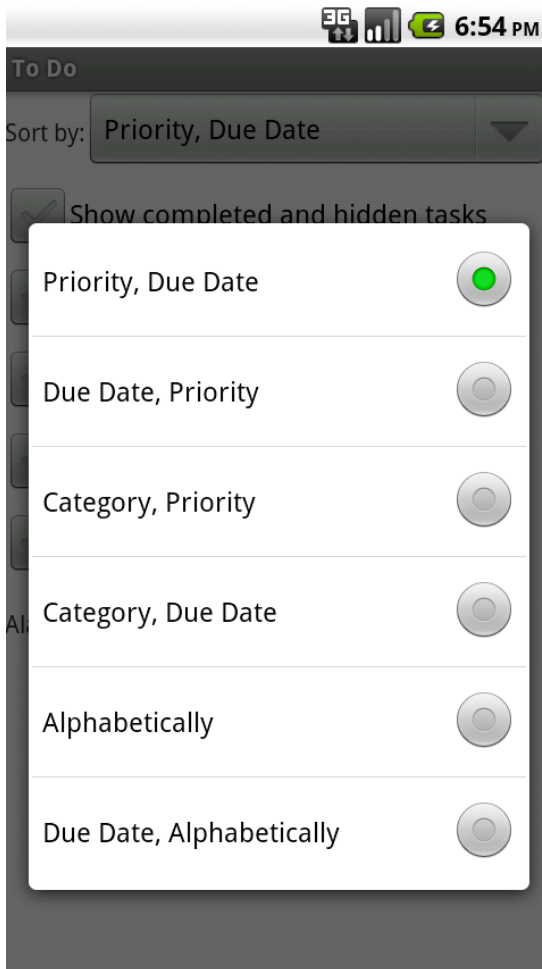 3G 6:54 PM
To Do
Sort by: Priority, Due Date
Show completed and hidden tasks
Priority, Due Date
Due Date, Priority
Category, Priority
Category, Due Date
Alphabetically
Due Date, Alphabetically